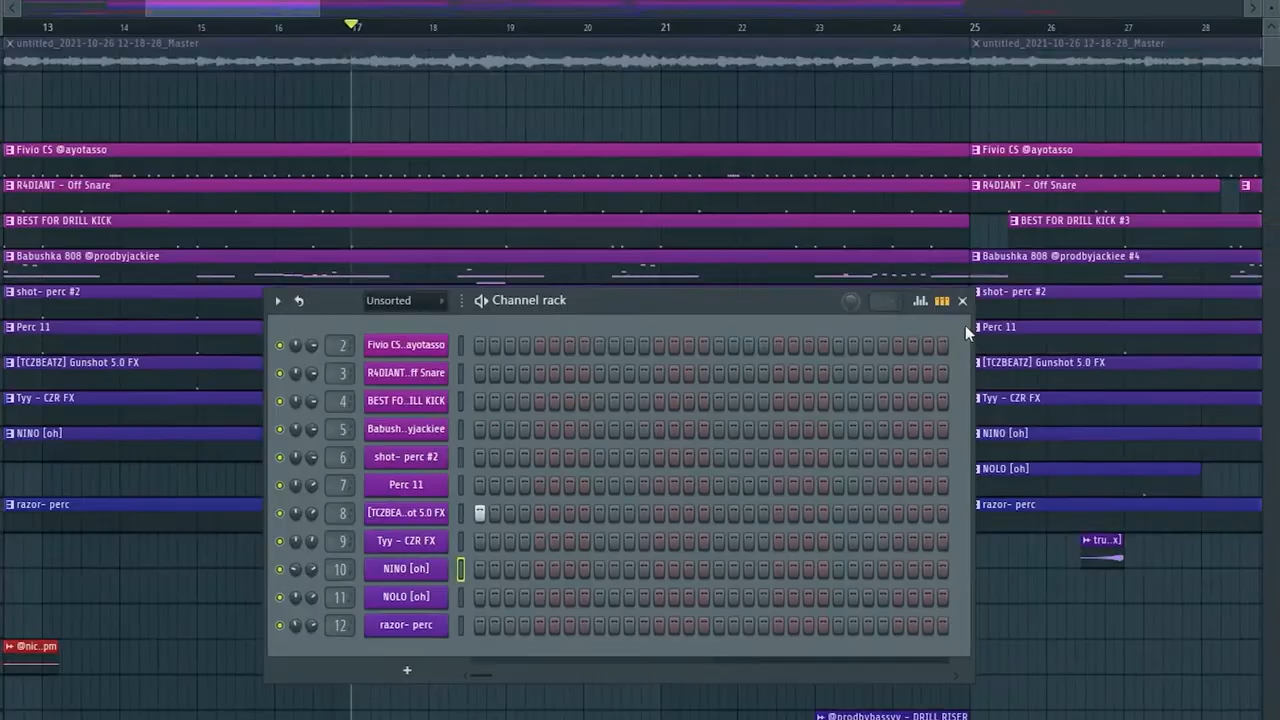 13 14 15 16 17 18 19 20 21 22 23 24 25 26 27 28
untitled_2021-10-26 12-18-28_Master untitled_2021-10-26 12-18-28_Master
Fivio CS @ayotasso Fivio CS @ayotasso
R4DIANT - Off Snare R4DIANT - Off Snare
BEST FOR DRILL KICK BEST FOR DRILL KICK #3
Babushka 808 @prodbyjackiee Babushka 808 @prodbyjackiee #4
shot- perc #2 shot- perc #2
Unsorted Channel rack
Perc 11 Perc 11
2 Fivio CS..ayotasso
[TCZBEATZ] Gunshot 5.0 FX [TCZBEATZ] Gunshot 5.0 FX
3 R4DIANT..ff Snare
Tyy - CZR FX Tyy - CZR FX
4 BEST FO..ILL KICK
NINO [oh] NINO [oh]
5 Babush..yjackiee
6 shot- perc #2
NOLO [oh]
7 Perc 11
razor- perc razor- perc
8 [TCZBEA..ot 5.0 FX
9 Tyy - CZR FX
tru..x]
10 NINO [oh]
11 NOLO [oh]
12 razor- perc
@nic..pm
+
@prodbybassyy - DRILL RISER